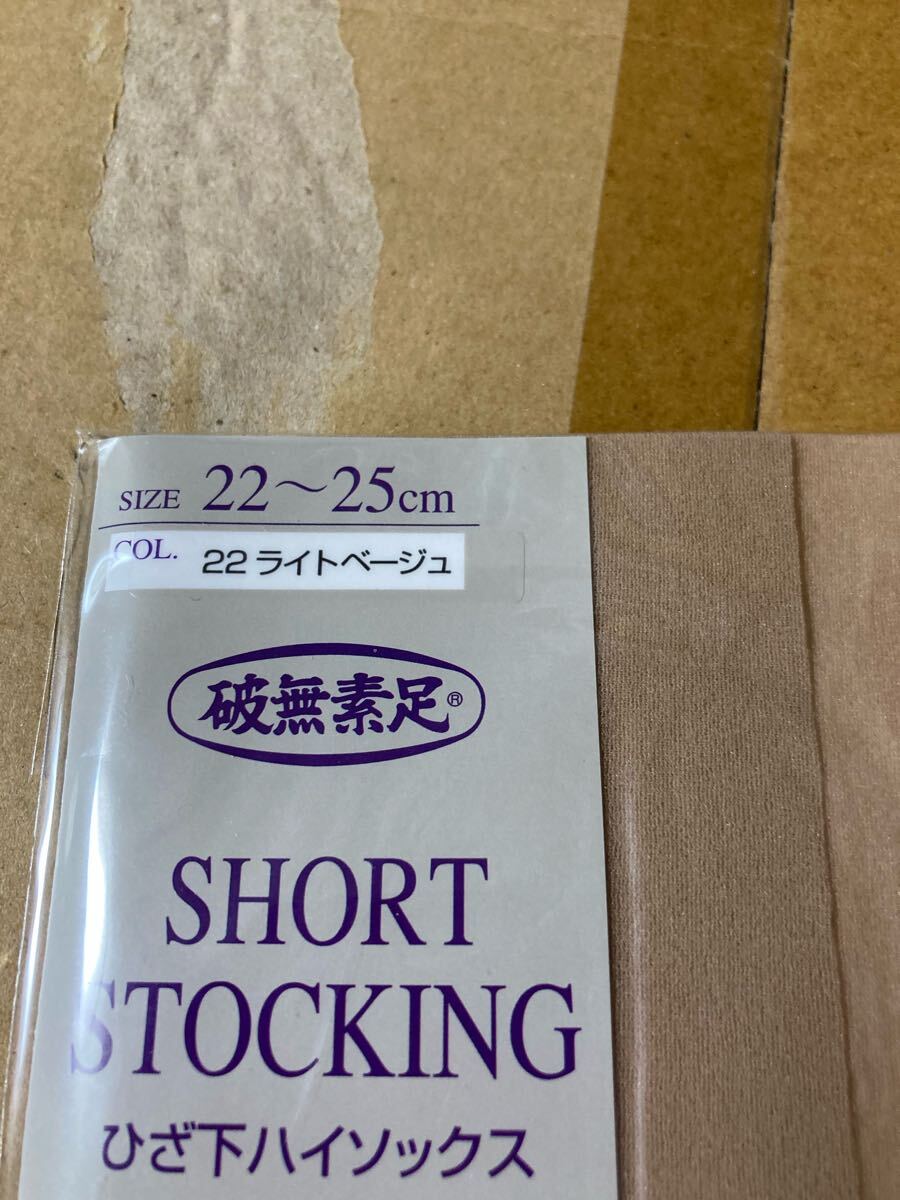 SIZE 22～25cm
COL. 22 ライトベージュ
破無素足®
SHORT
STOCKING
ひざ下ハイソックス